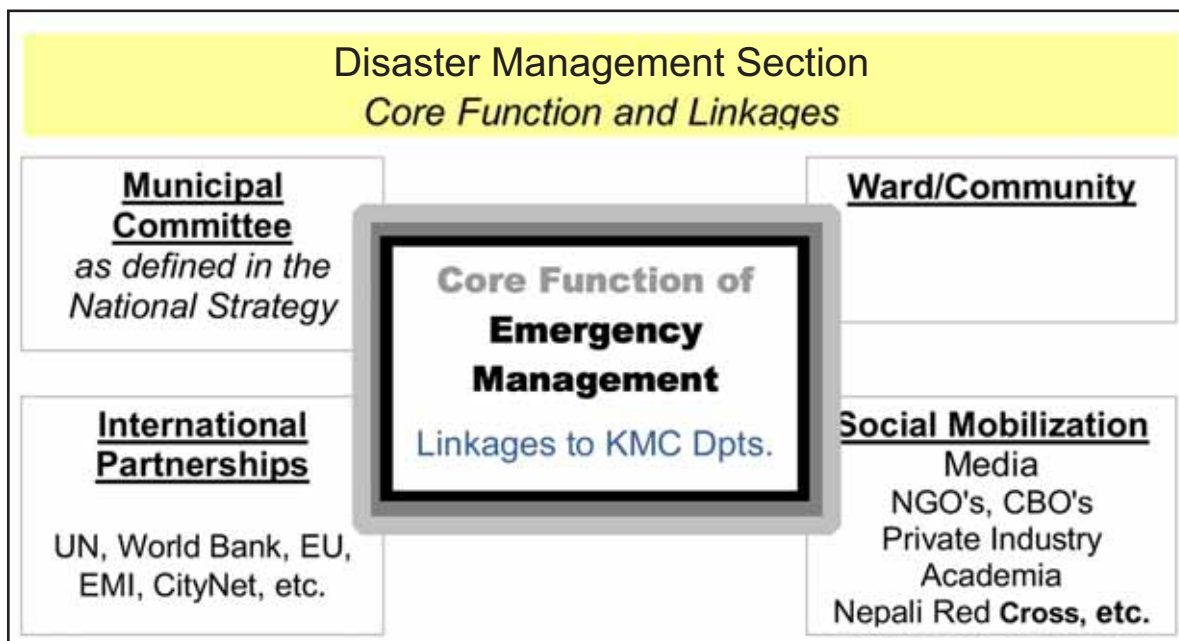 Disaster Management Section
Core Function and Linkages
Municipal
Committee
as defined in the
National Strategy
Ward/Community
Core Function of
Emergency
Management
Linkages to KMC Dpts.
International
Partnerships
UN, World Bank, EU,
EMI, CityNet, etc.
Social Mobilization
Media
NGO's, CBO's
Private Industry
Academia
Nepali Red Cross, etc.